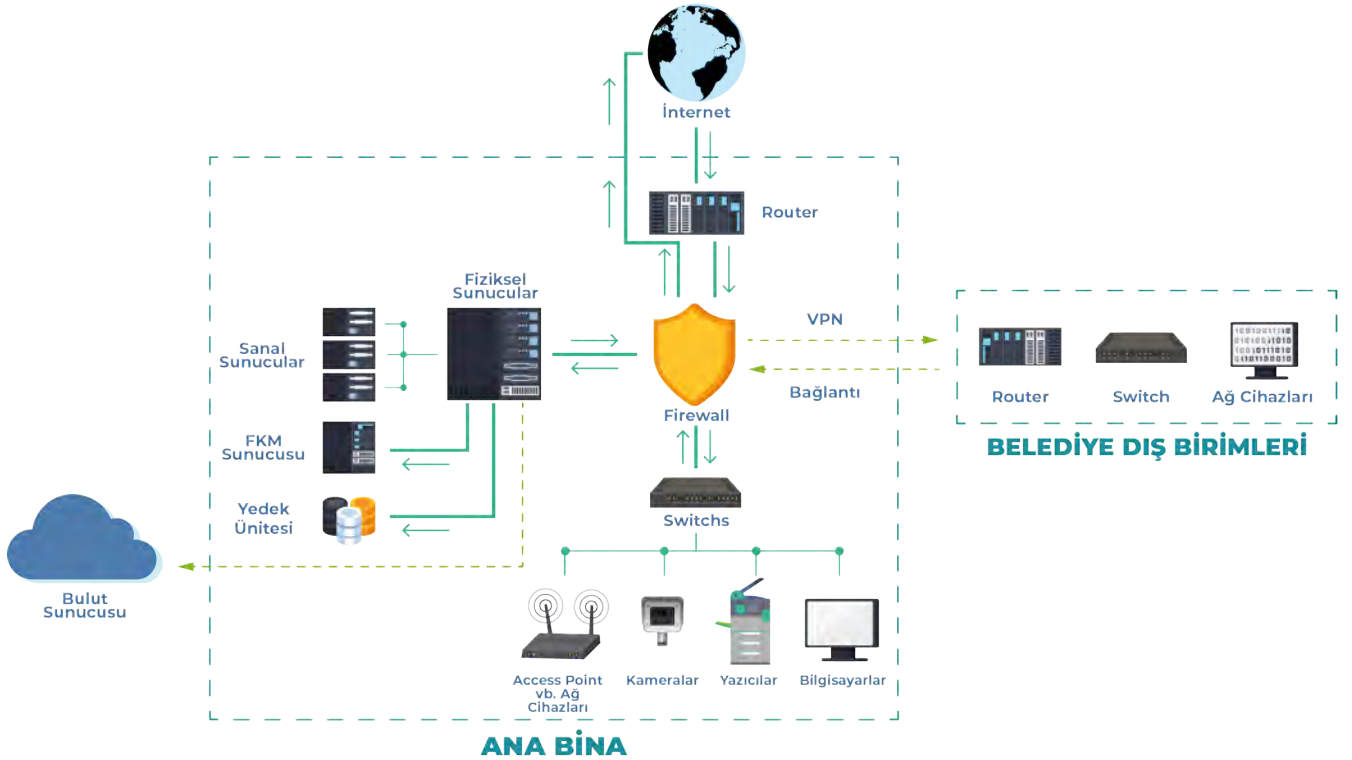 İnternet
Router
Fiziksel
Sunucular
Sanal
Sunucular
FKM
Sunucusu
Yedek
Ünitesi
Bulut
Sunucusu
Firewall
VPN
Bağlantı
Router
Switch
Ağ Cihazları
BELEDİYE DIŞ BİRİMLERİ
Switchs
Access Point
vb. Ağ
Cihazları
Kameralar
Yazıcılar
Bilgisayarlar
ANA BİNA